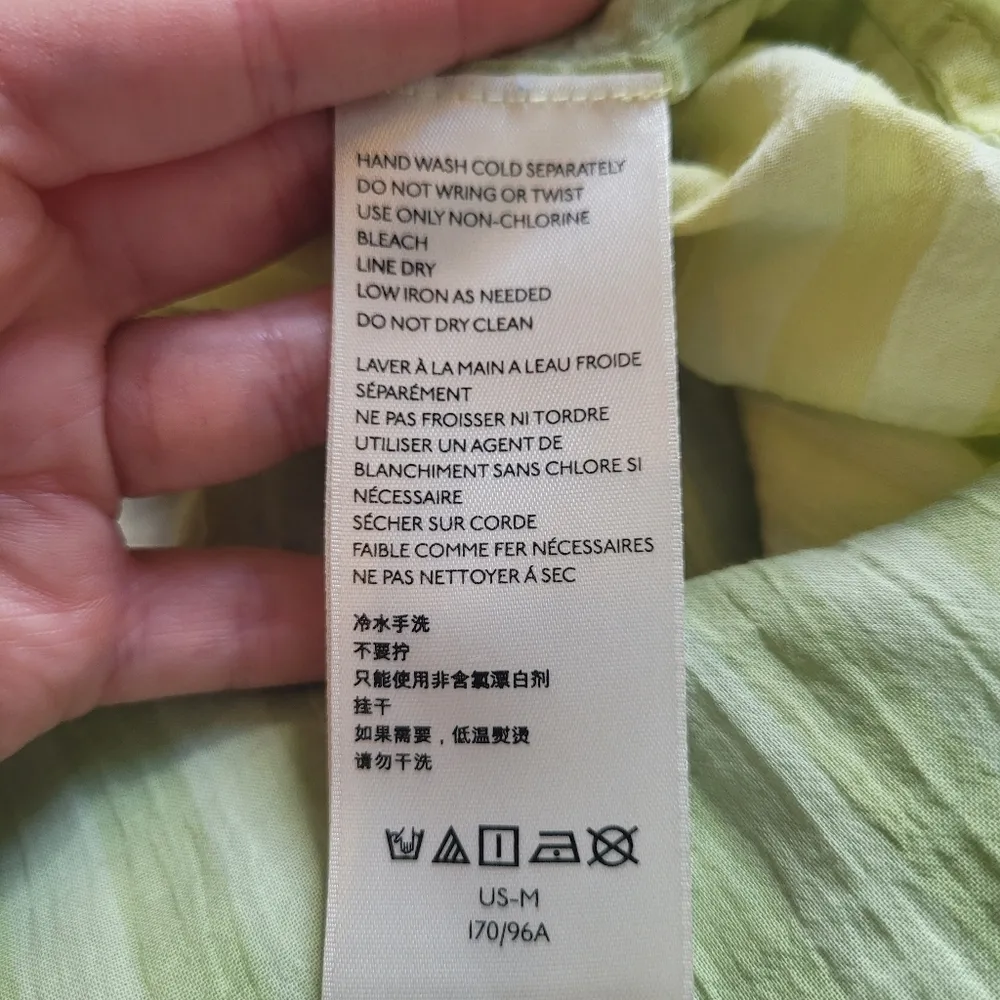 HAND WASH COLD SEPARATELY
DO NOT WRING OR TWIST
USE ONLY NON-CHLORINE
BLEACH
LINE DRY
LOW IRON AS NEEDED
DO NOT DRY CLEAN
LAVER À LA MAIN A LEAU FROIDE
SÉPARÉMENT
NE PAS FROISSER NI TORDRE
UTILISER UN AGENT DE
BLANCHIMENT SANS CHLORE SI
NÉCESSAIRE
SÉCHER SUR CORDE
FAIBLE COMME FER NÉCESSAIRES
NE PAS NETTOYER Á SEC
冷水手洗
不要拧
只能使用非含氯漂白剂
挂干
如果需要，低温熨烫
请勿干洗
US-M
170/96A